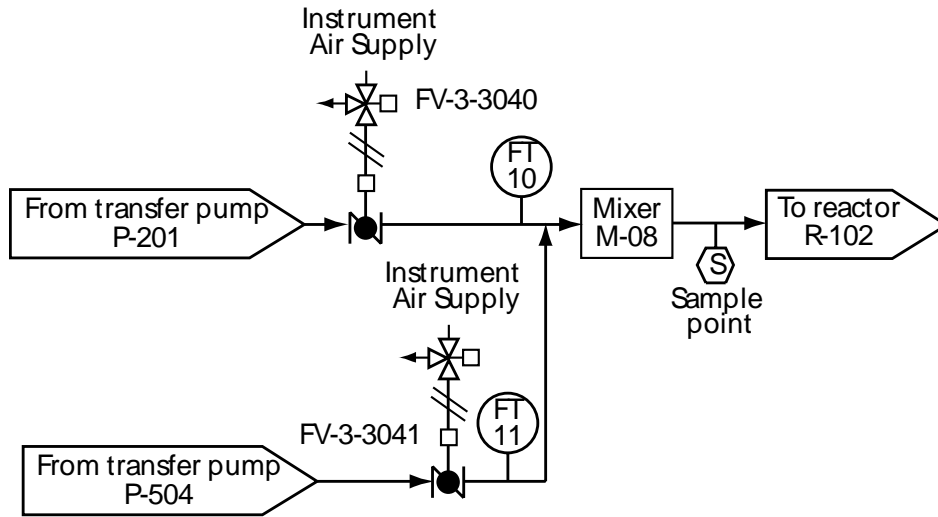 Instrument
Air Supply
FV-3-3040
FT
10
From transfer pump
P-201
Mixer
M-08
To reactor
R-102
S
Sample
point
Instrument
Air Supply
FT
11
FV-3-3041
From transfer pump
P-504